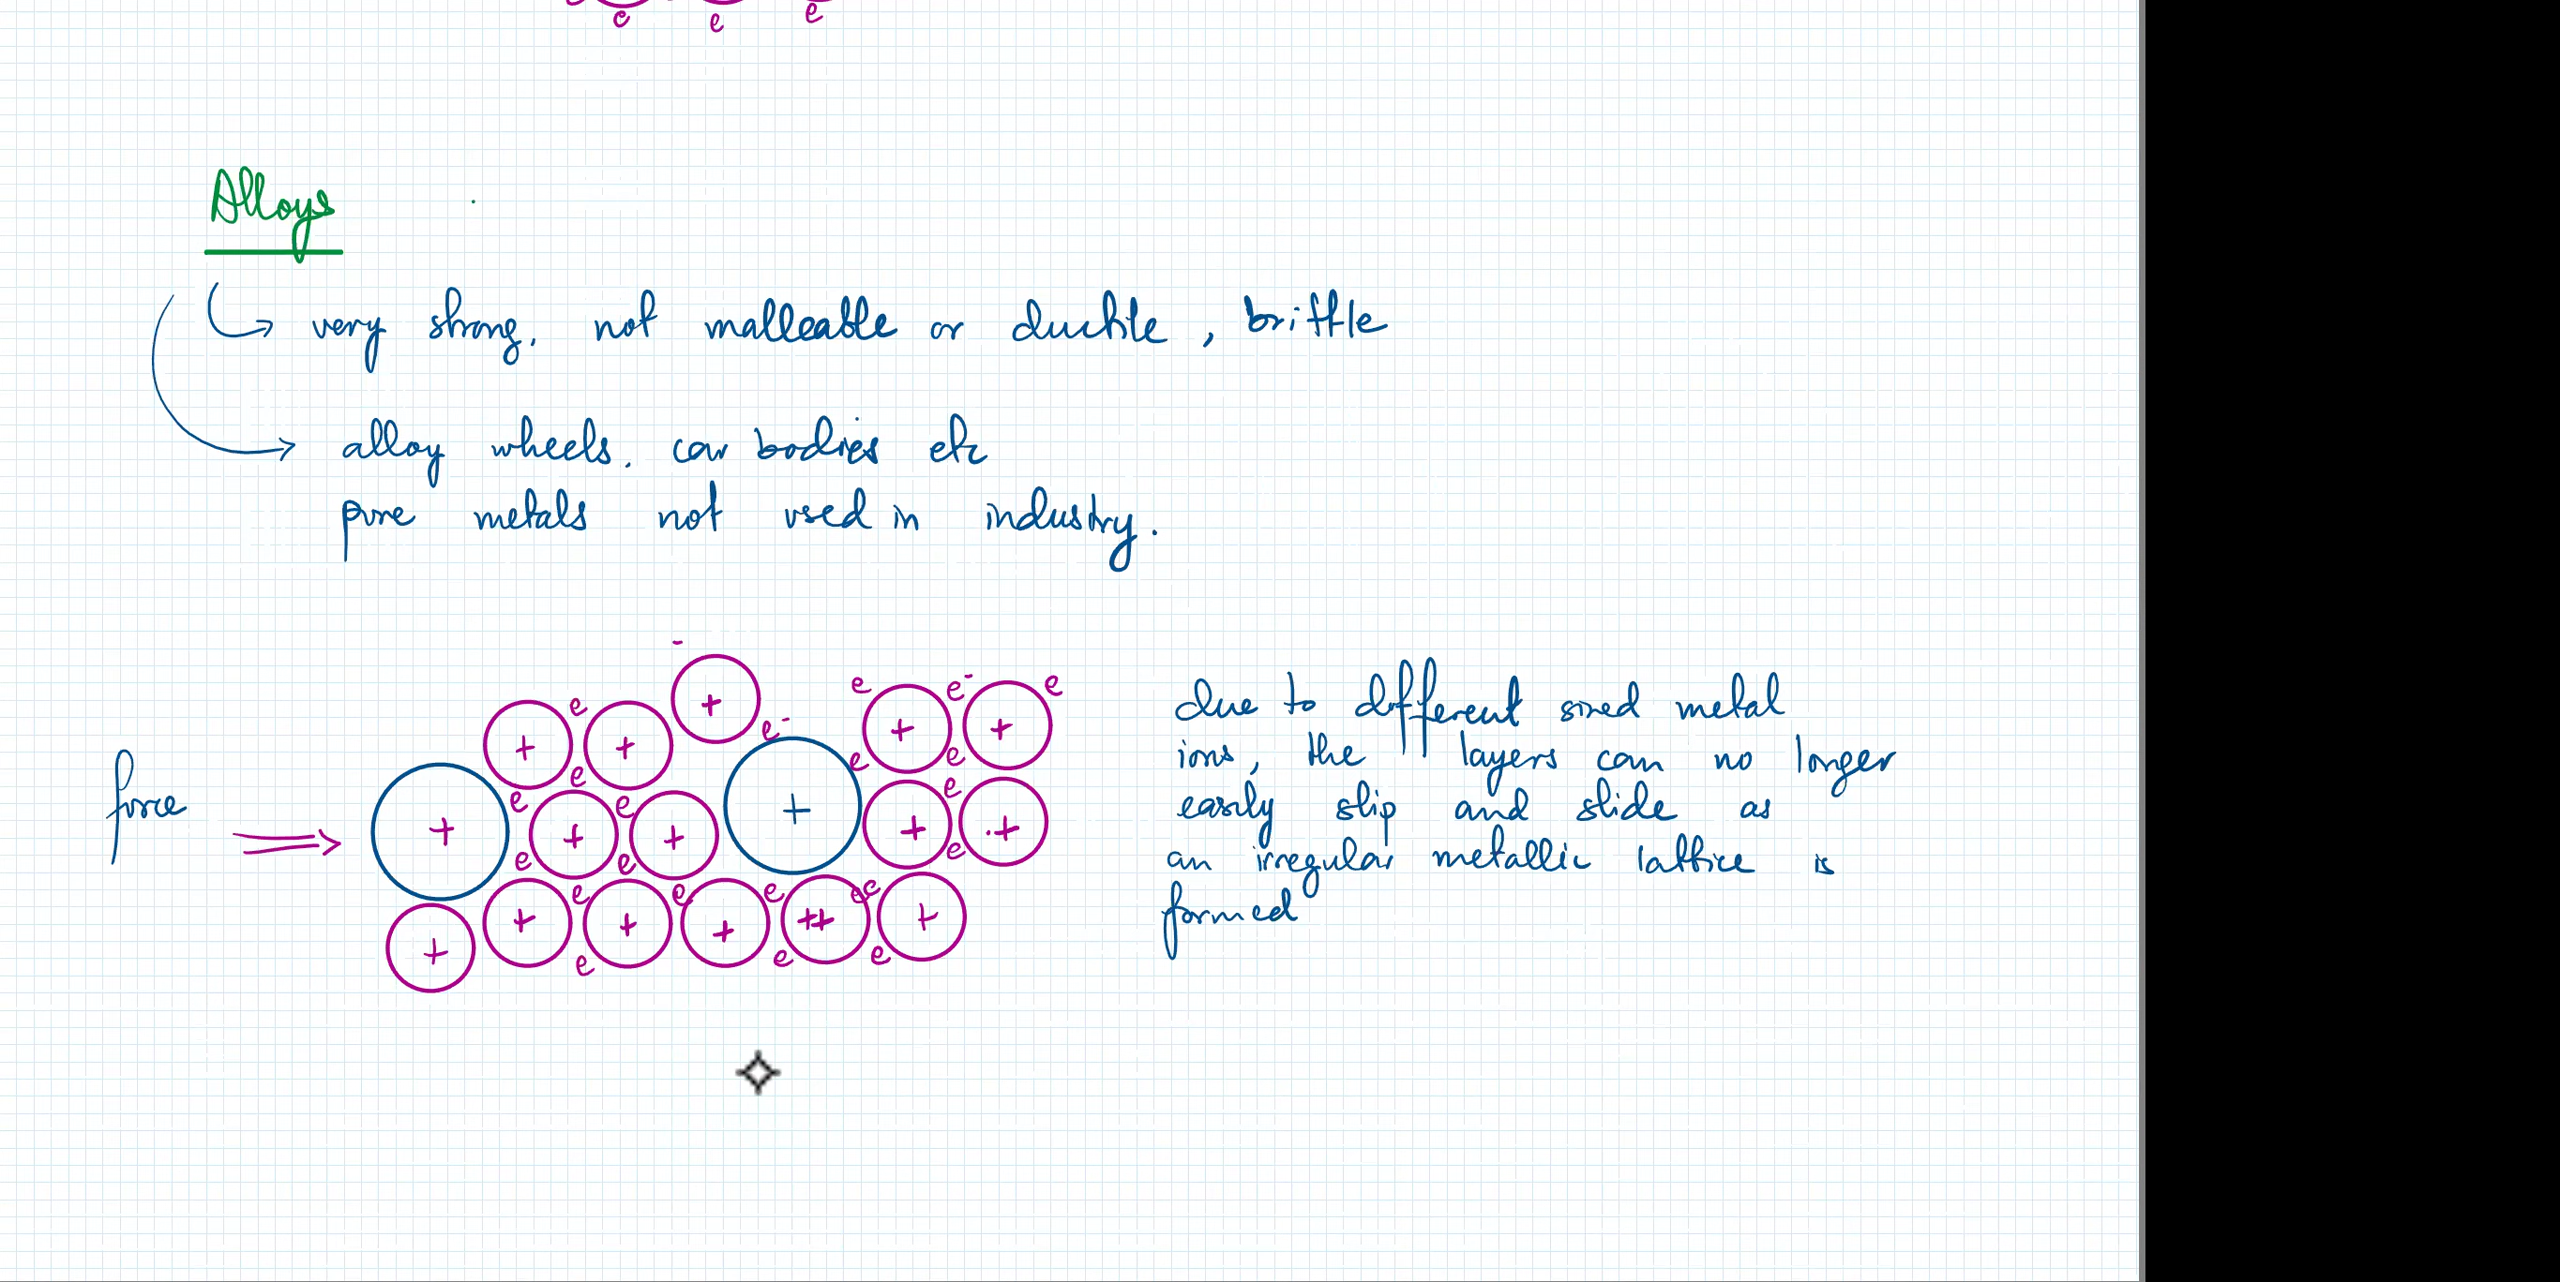 e e e
Alloys
very strong, not malleable or ductile, brittle
alloy wheels, car bodies etc
pure metals not used in industry.
-
+ e + + e- e + e- + e
e e e
force
+ e + e + + + e .+
e e e
+ + e + e + e ++ e e +
e e e
due to different sized metal
ions, the layers can no longer
easily slip and slide as
an irregular metallic lattice is
formed